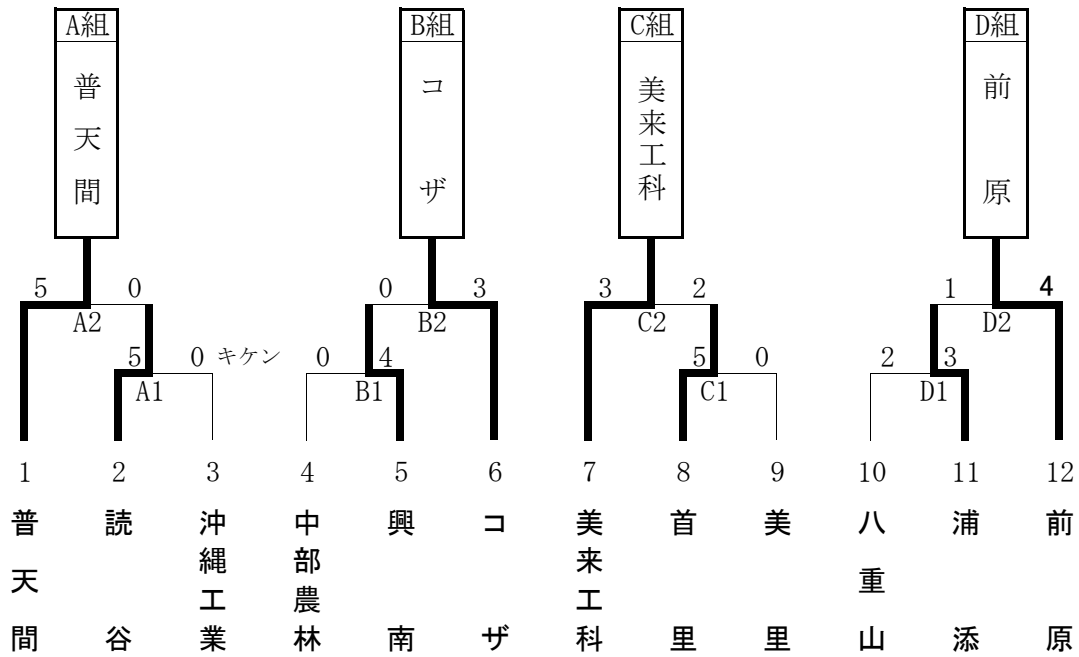 A組 B組 C組 D組
普天間 コザ 美来工科 前原
5 0 0 3 3 2 1 4
A2 B2 C2 D2
5 0 キケン 0 4 5 0 2 3
A1 B1 C1 D1
1 2 3 4 5 6 7 8 9 10 11 12
普天間 読谷 沖縄工業 中部農林 興南 コザ 美来工科 首里 美里 八重山 浦添 前原